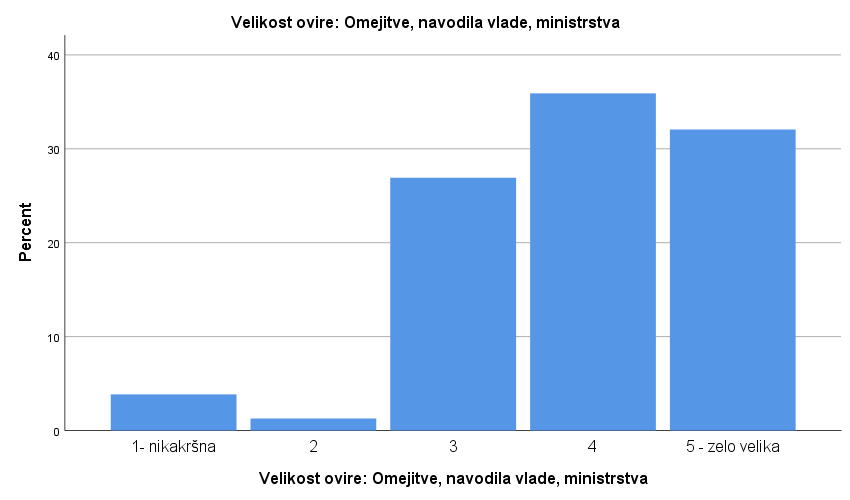 Velikost ovire: Omejitve, navodila vlade, ministrstva
40
30
20
10
0
Percent
1- nikakršna
2
3
4
5 - zelo velika
Velikost ovire: Omejitve, navodila vlade, ministrstva